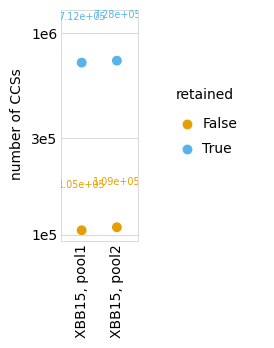 7.12e+05 7.28e+05
1e6
number of CCSs
3e5
1.05e+05 1.09e+05
1e5
XBB15, pool1
XBB15, pool2
retained
False
True